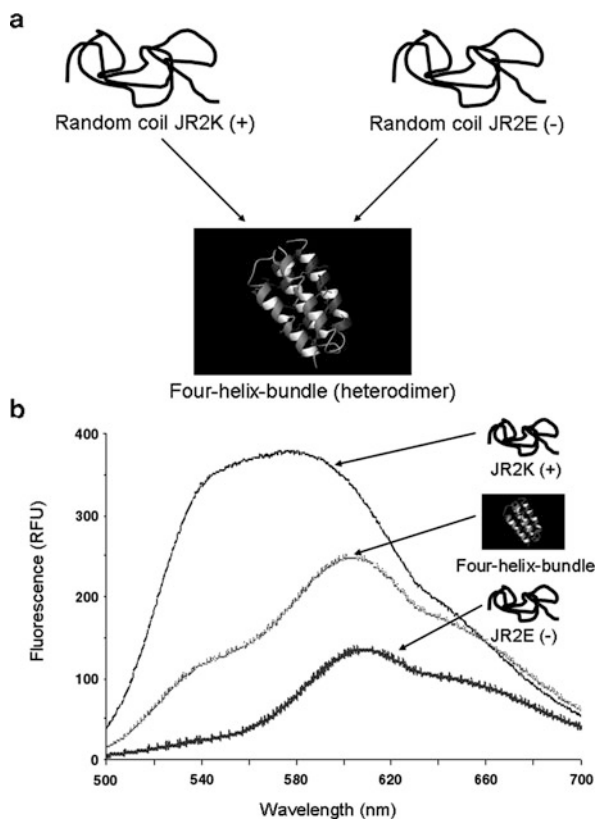 a
Random coil JR2K (+)
Random coil JR2E (-)
Four-helix-bundle (heterodimer)
b
400
300
200
100
0
500
540
580
620
660
700
Fluorescence (RFU)
Wavelength (nm)
JR2K (+)
Four-helix-bundle
JR2E (-)